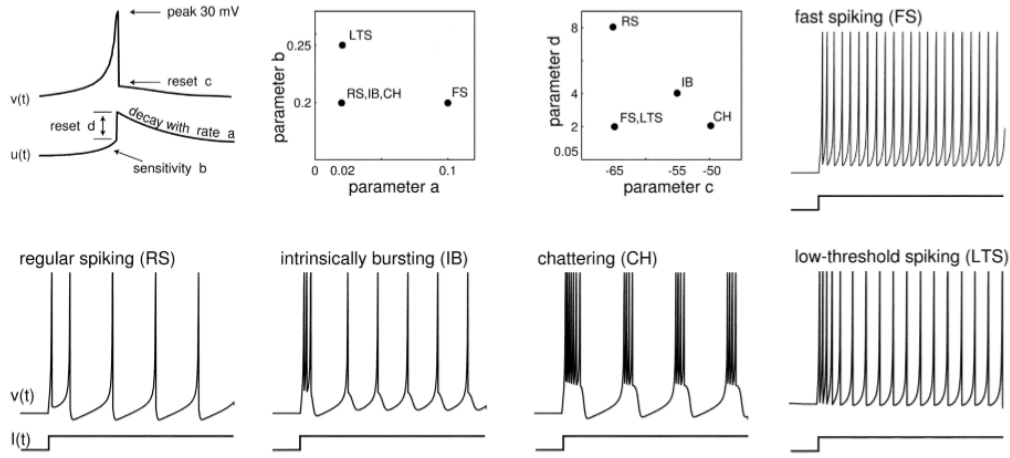 peak 30 mV
reset c
v(t)
reset d
decay with rate a
u(t)
sensitivity b
parameter b
0.25
0.2
LTS
RS,IB,CH
FS
0
0.02
0.1
parameter a
parameter d
8
4
2
0.05
RS
IB
FS,LTS
CH
-65
-55
-50
parameter c
fast spiking (FS)
regular spiking (RS)
intrinsically bursting (IB)
chattering (CH)
low-threshold spiking (LTS)
v(t)
I(t)